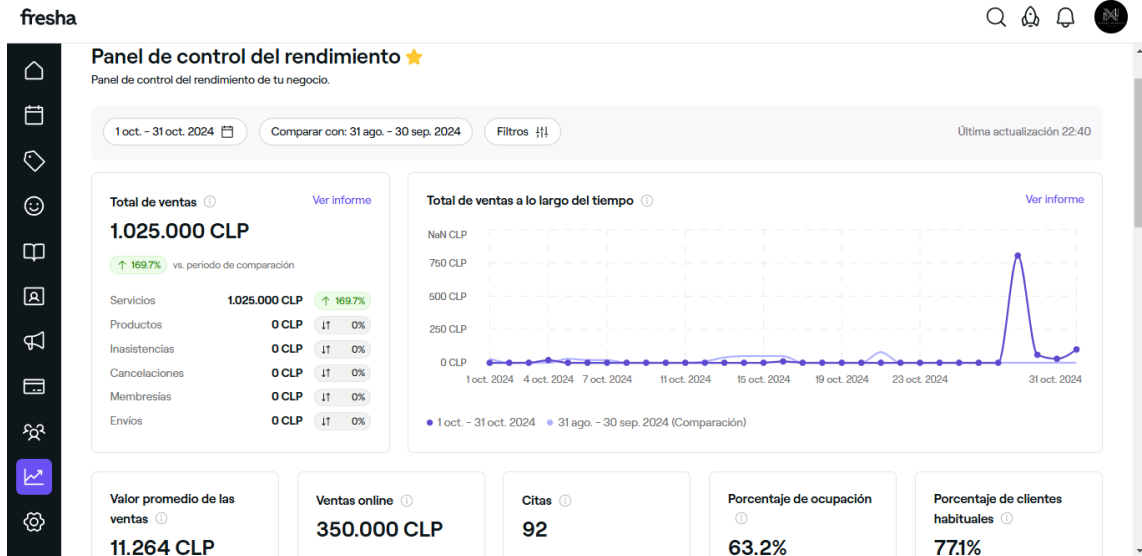 fresha
Panel de control del rendimiento
Panel de control del rendimiento de tu negocio.
1 oct. - 31 oct. 2024
Comparar con: 31 ago. - 30 sep. 2024
Filtros
Última actualización 22:40
Total de ventas
Ver informe
1.025.000 CLP
↑ 169.7% vs. periodo de comparación
Servicios 1.025.000 CLP ↑ 169.7%
Productos 0 CLP ↓↑ 0%
Inasistencias 0 CLP ↓↑ 0%
Cancelaciones 0 CLP ↓↑ 0%
Membresías 0 CLP ↓↑ 0%
Envíos 0 CLP ↓↑ 0%
Total de ventas a lo largo del tiempo
Ver informe
NaN CLP
750 CLP
500 CLP
250 CLP
0 CLP
1 oct. 2024 4 oct. 2024 7 oct. 2024 11 oct. 2024 15 oct. 2024 19 oct. 2024 23 oct. 2024 31 oct. 2024
1 oct. - 31 oct. 2024 31 ago. - 30 sep. 2024 (Comparación)
Valor promedio de las
ventas
11.264 CLP
Ventas online
350.000 CLP
Citas
92
Porcentaje de ocupación
63.2%
Porcentaje de clientes
habituales
77.1%